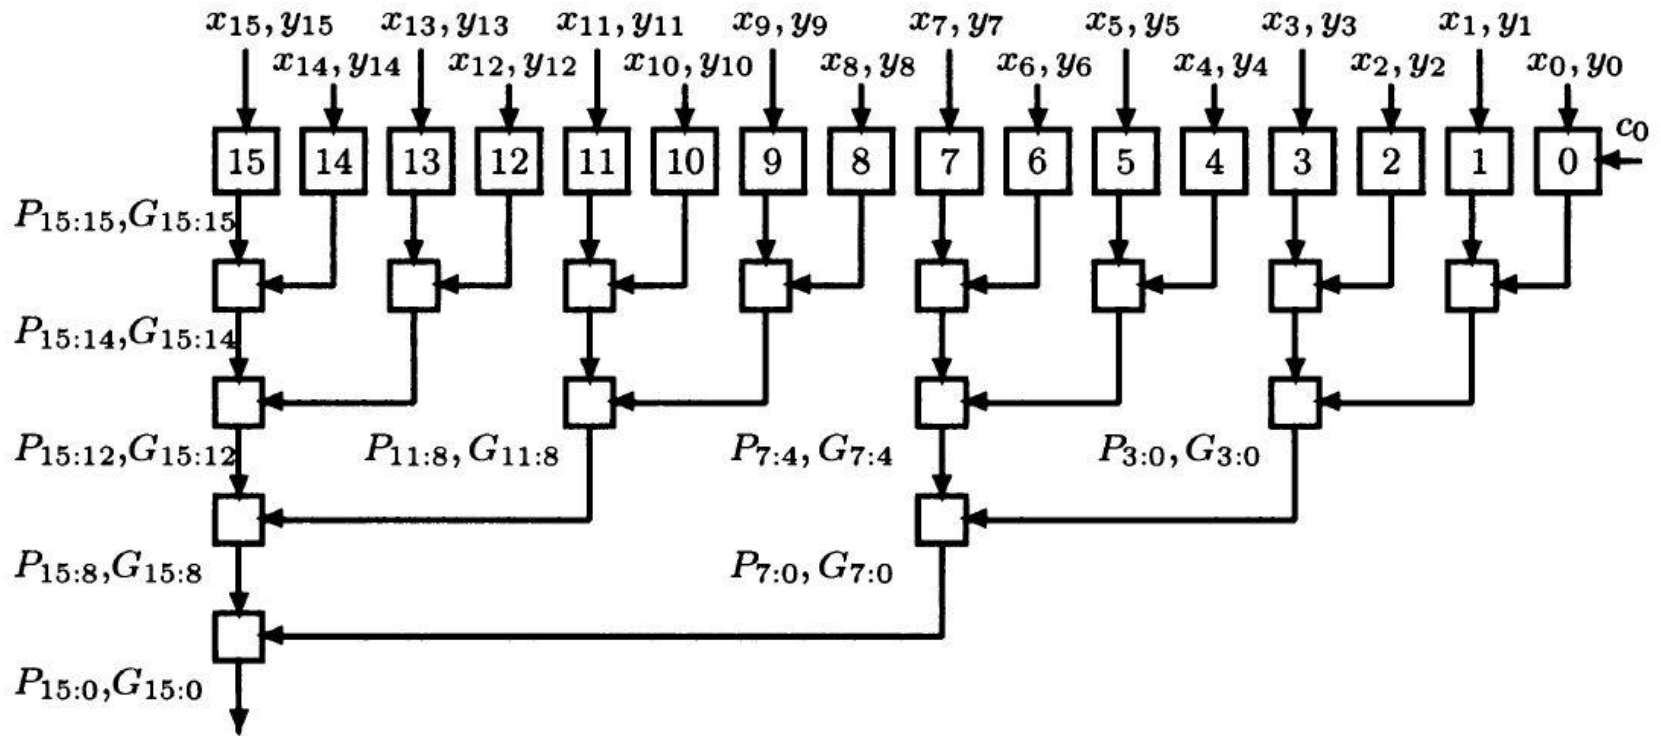 x15, y15 x13, y13 x11, y11 x9, y9 x7, y7 x5, y5 x3, y3 x1, y1
x14, y14 x12, y12 x10, y10 x8, y8 x6, y6 x4, y4 x2, y2 x0, y0
c0
15 14 13 12 11 10 9 8 7 6 5 4 3 2 1 0
P15:15,G15:15
P15:14,G15:14
P15:12,G15:12 P11:8, G11:8 P7:4, G7:4 P3:0, G3:0
P15:8,G15:8 P7:0, G7:0
P15:0,G15:0